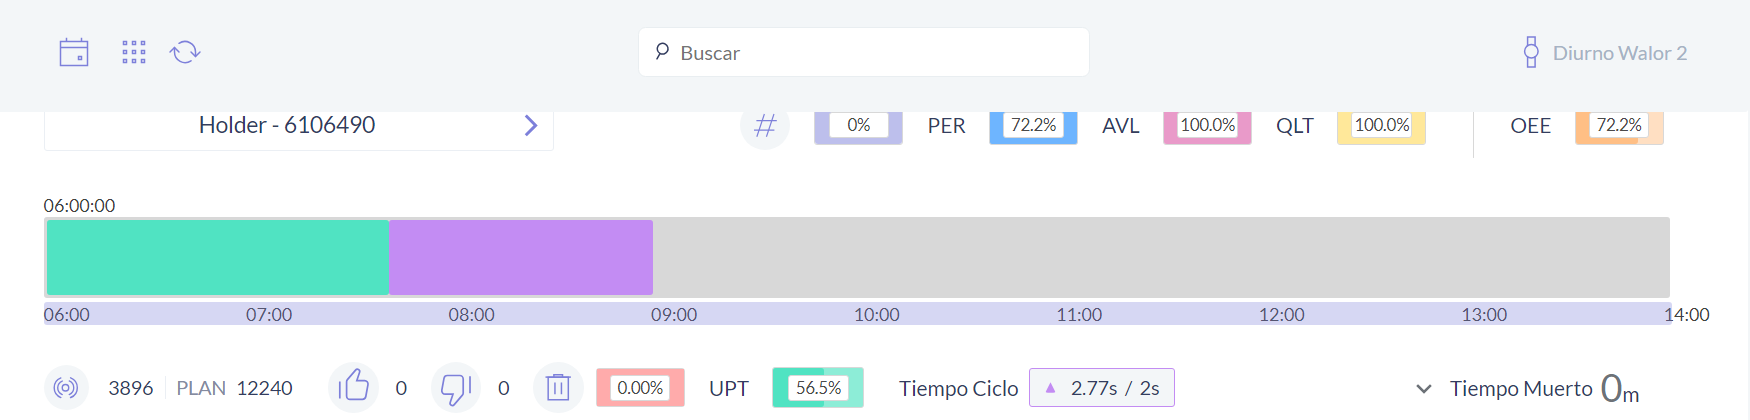 Buscar
Diurno Walor 2
Holder - 6106490
0% PER 72.2% AVL 100.0% QLT 100.0% OEE 72.2%
06:00:00
06:00 07:00 08:00 09:00 10:00 11:00 12:00 13:00 14:00
3896 PLAN 12240 0 0 0.00% UPT 56.5% Tiempo Ciclo 2.77s / 2s Tiempo Muerto 0m